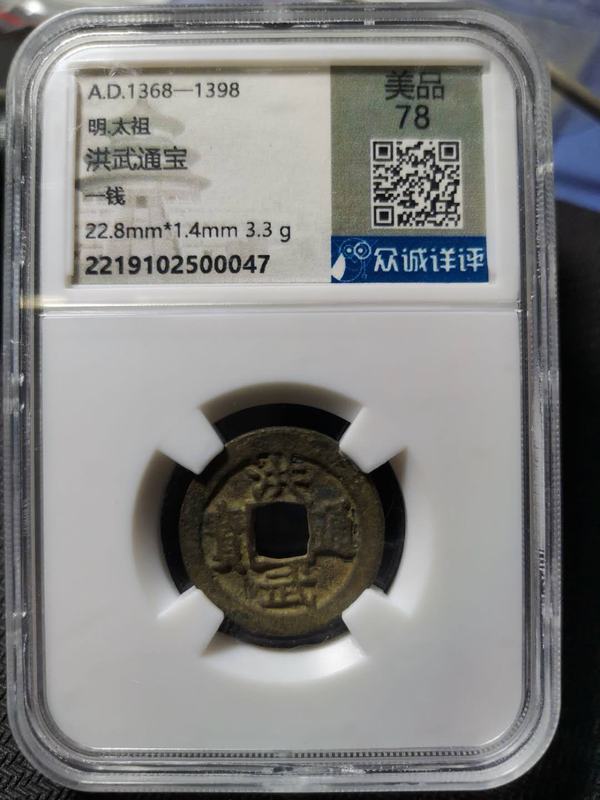 A.D.1368—1398
明.太祖
洪武通宝
一钱
22.8mm*1.4mm 3.3 g
2219102500047
美品
78
众诚详评
洪
武
通
寳